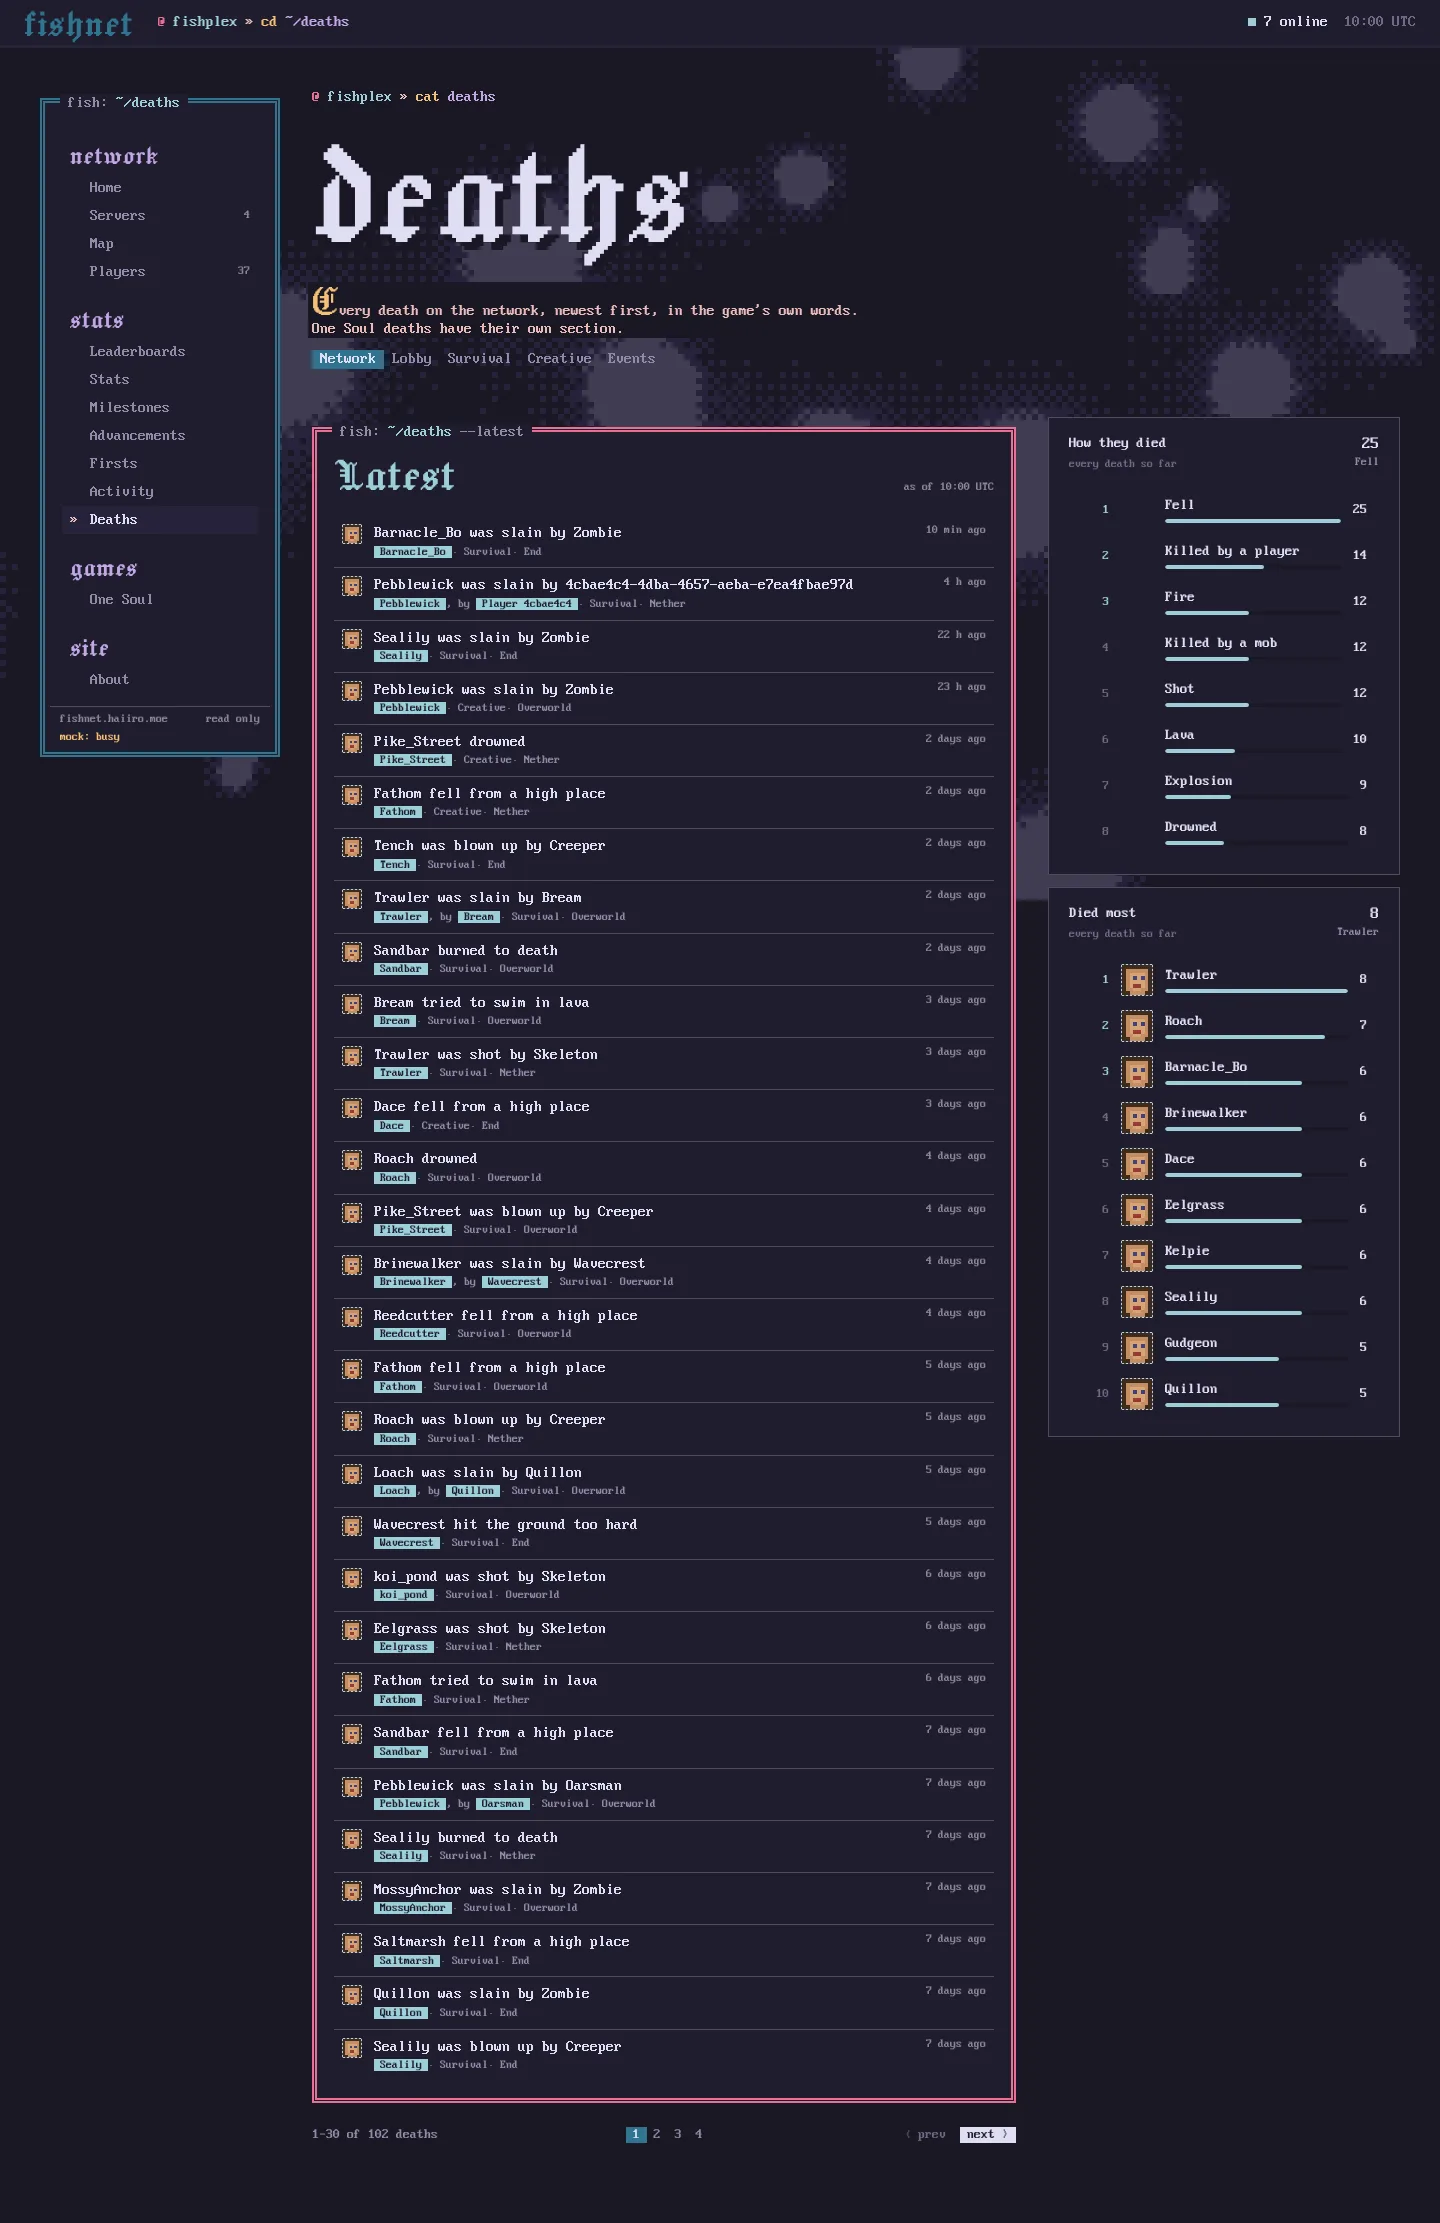 fishnet
@ fishplex » cd ~/deaths
7 online 10:00 UTC
fish: ~/deaths
network
Home
Servers 4
Map
Players 37
stats
Leaderboards
Stats
Milestones
Advancements
Firsts
Activity
» Deaths
games
One Soul
site
About
fishnet.haiiro.moe read only
mock: busy
@ fishplex » cat deaths
deaths
Every death on the network, newest first, in the game's own words.
One Soul deaths have their own section.
Network Lobby Survival Creative Events
fish: ~/deaths --latest
Latest
as of 10:00 UTC
Barnacle_Bo was slain by Zombie 10 min ago
Barnacle_Bo · Survival · End
Pebblewick was slain by 4cbae4c4-4dba-4657-aeba-e7ea4fbae97d 4 h ago
Pebblewick, by Player 4cbae4c4 · Survival · Nether
Sealily was slain by Zombie 22 h ago
Sealily · Survival · End
Pebblewick was slain by Zombie 23 h ago
Pebblewick · Creative · Overworld
Pike_Street drowned 2 days ago
Pike_Street · Creative · Nether
Fathom fell from a high place 2 days ago
Fathom · Creative · Nether
Tench was blown up by Creeper 2 days ago
Tench · Survival · End
Trawler was slain by Bream 2 days ago
Trawler, by Bream · Survival · Overworld
Sandbar burned to death 2 days ago
Sandbar · Survival · Overworld
Bream tried to swim in lava 3 days ago
Bream · Survival · Overworld
Trawler was shot by Skeleton 3 days ago
Trawler · Survival · Nether
Dace fell from a high place 3 days ago
Dace · Creative · End
Roach drowned 4 days ago
Roach · Survival · Overworld
Pike_Street was blown up by Creeper 4 days ago
Pike_Street · Survival · Overworld
Brinewalker was slain by Wavecrest 4 days ago
Brinewalker, by Wavecrest · Survival · Overworld
Reedcutter fell from a high place 4 days ago
Reedcutter · Survival · Overworld
Fathom fell from a high place 5 days ago
Fathom · Survival · Overworld
Roach was blown up by Creeper 5 days ago
Roach · Survival · Nether
Loach was slain by Quillon 5 days ago
Loach, by Quillon · Survival · Overworld
Wavecrest hit the ground too hard 5 days ago
Wavecrest · Survival · End
koi_pond was shot by Skeleton 6 days ago
koi_pond · Survival · Overworld
Eelgrass was shot by Skeleton 6 days ago
Eelgrass · Survival · Nether
Fathom tried to swim in lava 6 days ago
Fathom · Survival · Nether
Sandbar fell from a high place 7 days ago
Sandbar · Survival · End
Pebblewick was slain by Oarsman 7 days ago
Pebblewick, by Oarsman · Survival · Overworld
Sealily burned to death 7 days ago
Sealily · Survival · Nether
MossyAnchor was slain by Zombie 7 days ago
MossyAnchor · Survival · Overworld
Saltmarsh fell from a high place 7 days ago
Saltmarsh · Survival · End
Quillon was slain by Zombie 7 days ago
Quillon · Survival · End
Sealily was blown up by Creeper 7 days ago
Sealily · Survival · End
1-30 of 102 deaths 1 2 3 4 ⟨ prev next ⟩
How they died 25
every death so far Fell
1 Fell 25
2 Killed by a player 14
3 Fire 12
4 Killed by a mob 12
5 Shot 12
6 Lava 10
7 Explosion 9
8 Drowned 8
Died most 8
every death so far Trawler
1 Trawler 8
2 Roach 7
3 Barnacle_Bo 6
4 Brinewalker 6
5 Dace 6
6 Eelgrass 6
7 Kelpie 6
8 Sealily 6
9 Gudgeon 5
10 Quillon 5